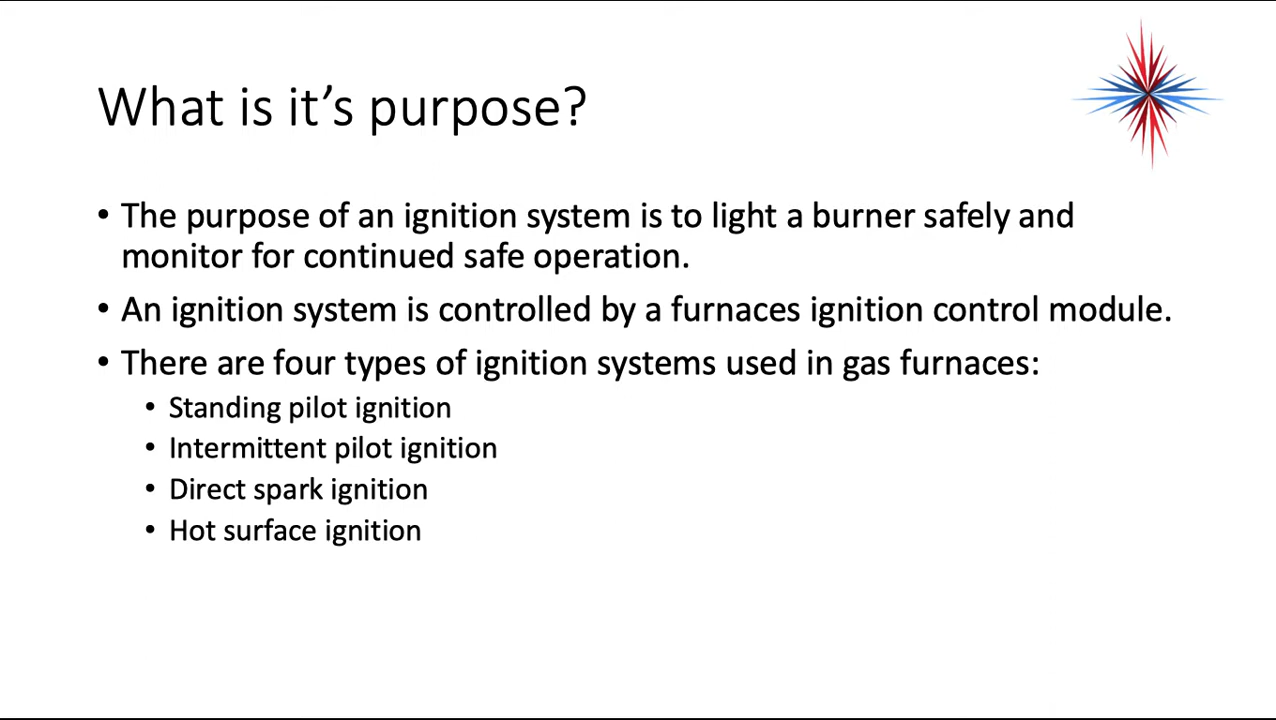 What is it’s purpose?
• The purpose of an ignition system is to light a burner safely and
monitor for continued safe operation.
• An ignition system is controlled by a furnaces ignition control module.
• There are four types of ignition systems used in gas furnaces:
• Standing pilot ignition
• Intermittent pilot ignition
• Direct spark ignition
• Hot surface ignition